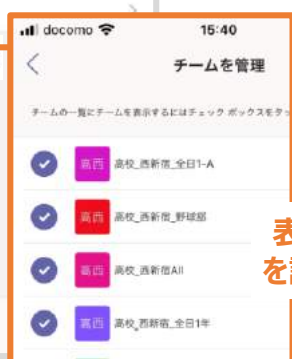 docomo 15:40
チームを管理
チームの一覧にチームを表示するにはチェック ボックスをタッ
高西 高校_西新宿_全日1-A
高西 高校_西新宿_野球部
表
高西 高校_西新宿All
を
高西 高校_西新宿_全日1年